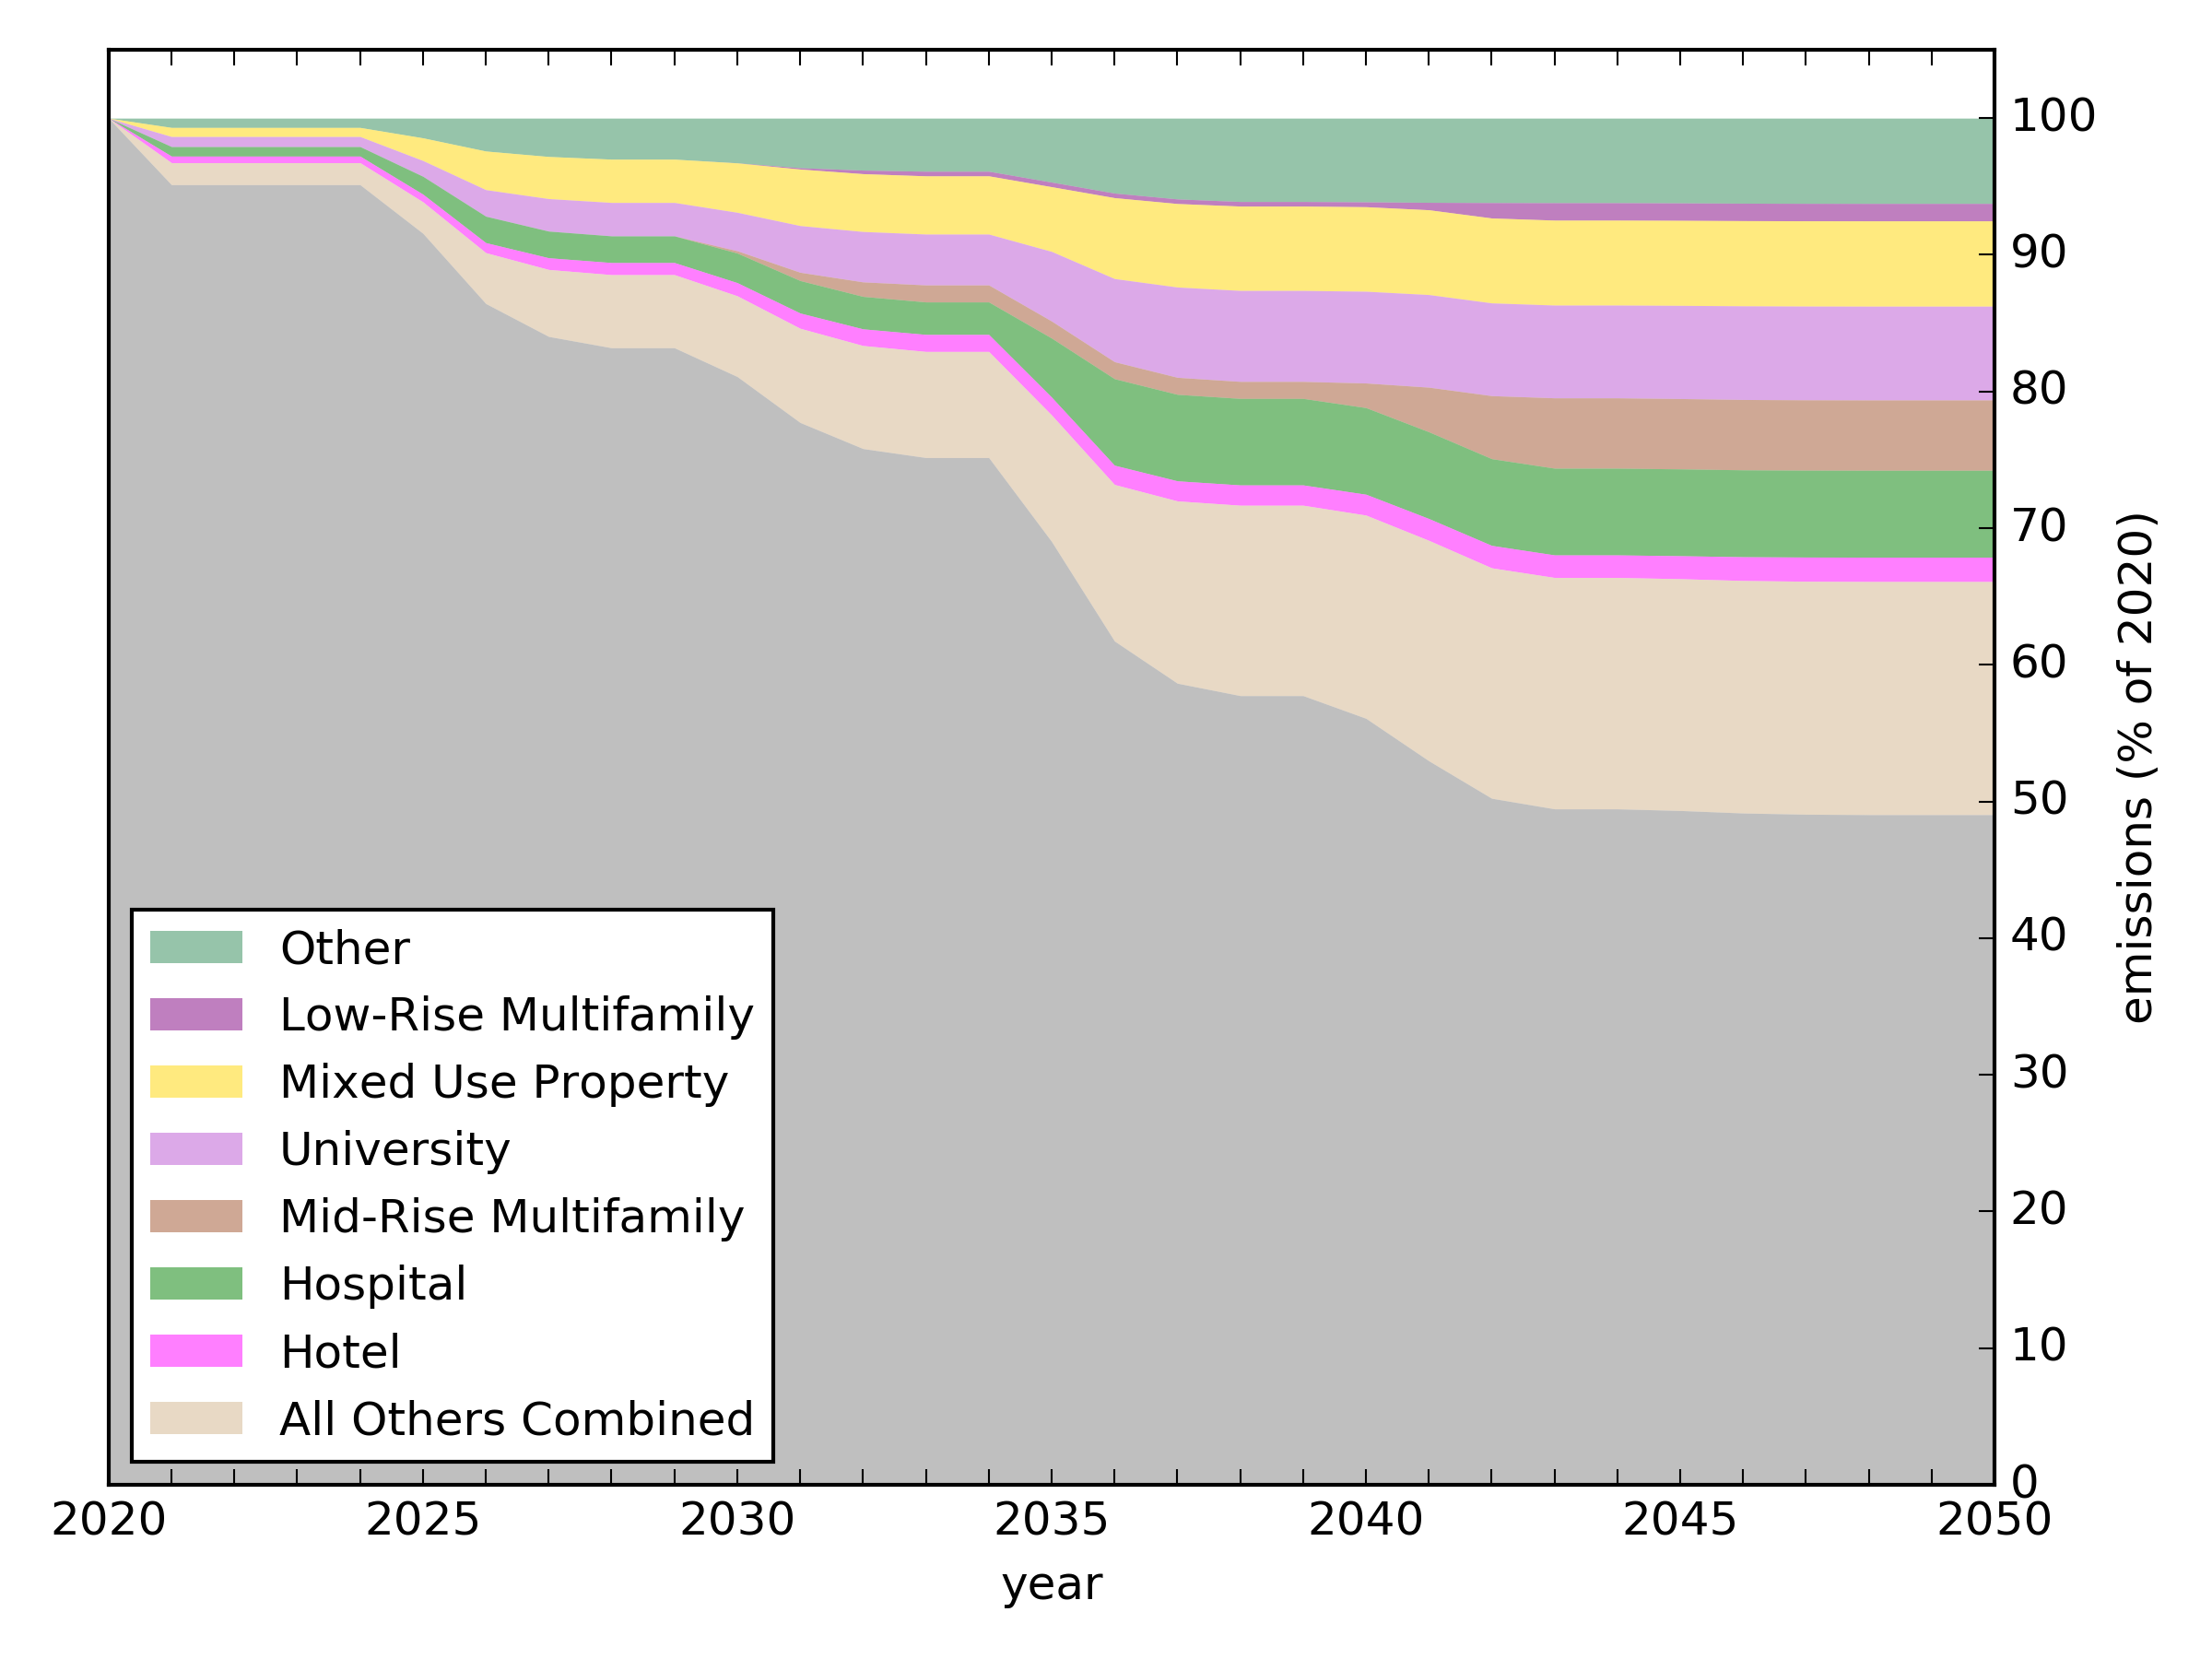 100
90
80
70
60
50
40
30
20
10
0
emissions (% of 2020)
Other
Low-Rise Multifamily
Mixed Use Property
University
Mid-Rise Multifamily
Hospital
Hotel
All Others Combined
2020 2025 2030 2035 2040 2045 2050
year